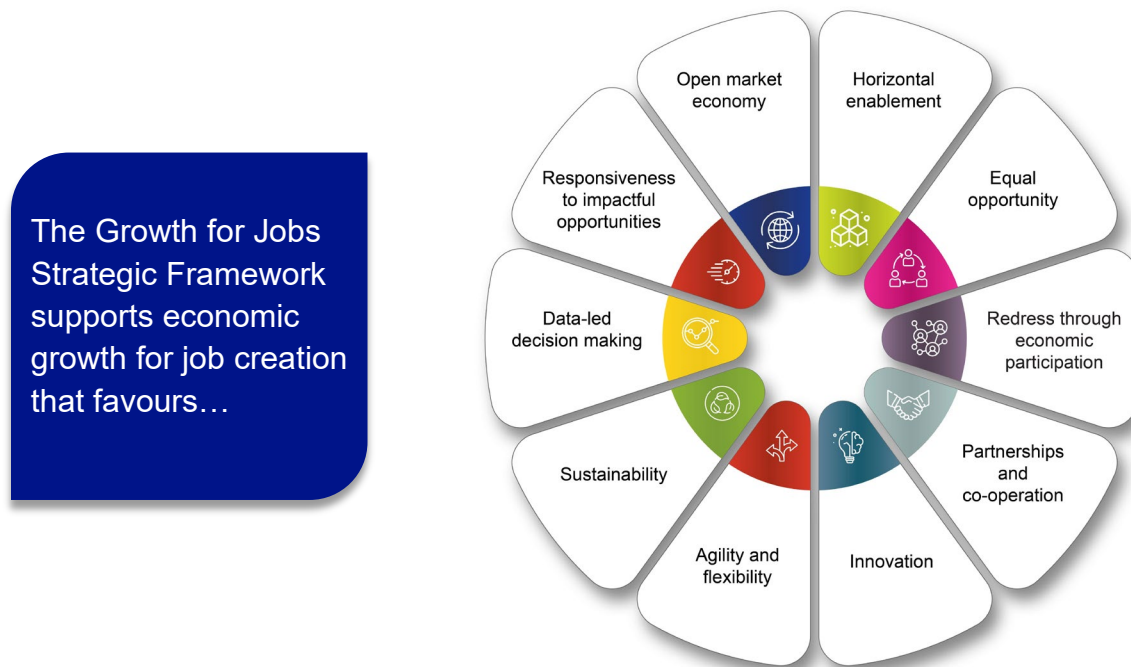 The Growth for Jobs
Strategic Framework
supports economic
growth for job creation
that favours…
Open market
economy
Horizontal
enablement
Equal
opportunity
Redress through
economic
participation
Partnerships
and
co-operation
Innovation
Agility and
flexibility
Sustainability
Data-led
decision making
Responsiveness
to impactful
opportunities